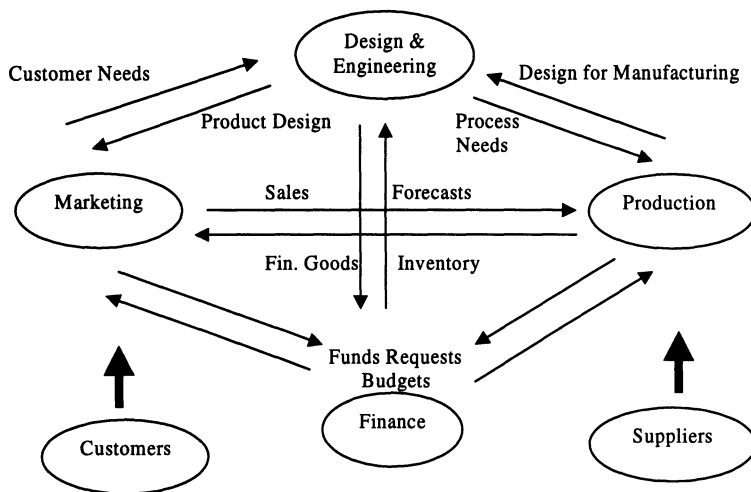 Design &
Engineering
Customer Needs
Design for Manufacturing
Product Design
Process
Needs
Marketing
Sales
Forecasts
Production
Fin. Goods
Inventory
Funds Requests
Budgets
Finance
Customers
Suppliers